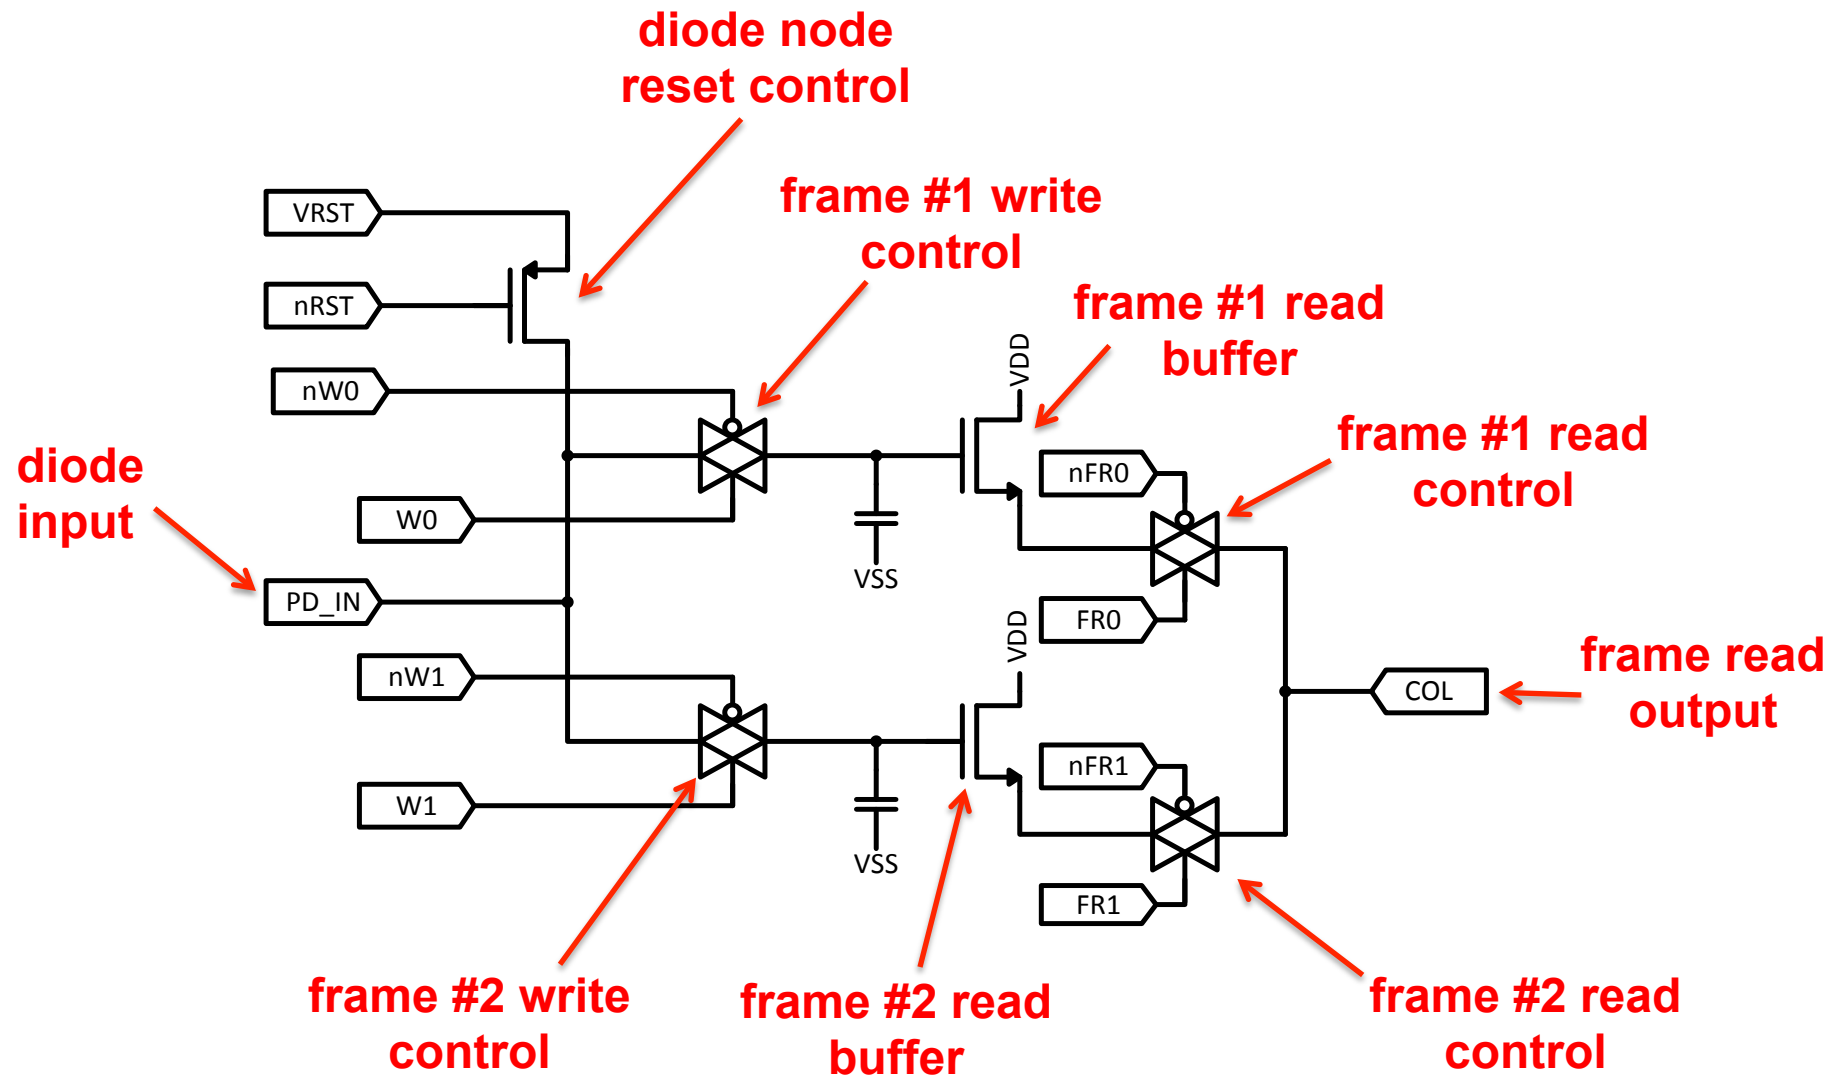 diode node
reset control
frame #1 write
control
VRST
nRST
frame #1 read
buffer
VDD
nW0
frame #1 read
control
diode
input
nFR0
W0
VSS
PD_IN
FR0
VDD
nW1
frame read
output
COL
nFR1
W1
VSS
FR1
frame #2 write
control
frame #2 read
buffer
frame #2 read
control